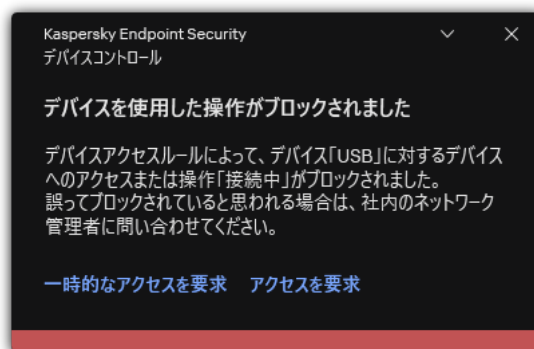 Kaspersky Endpoint Security
デバイスコントロール
デバイスを使用した操作がブロックされました
デバイスアクセスルールによって、デバイス「USB」に対するデバイス
へのアクセスまたは操作「接続中」がブロックされました。
誤ってブロックされていると思われる場合は、社内のネットワーク
管理者に問い合わせてください。
一時的なアクセスを要求 アクセスを要求